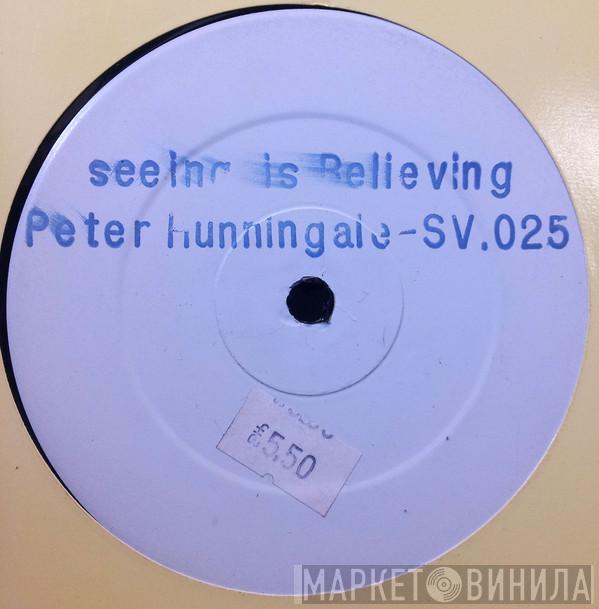 seeing is Believing
Peter Hunningale-SV.025
£5.50
МАРКЕТ ВИНИЛА